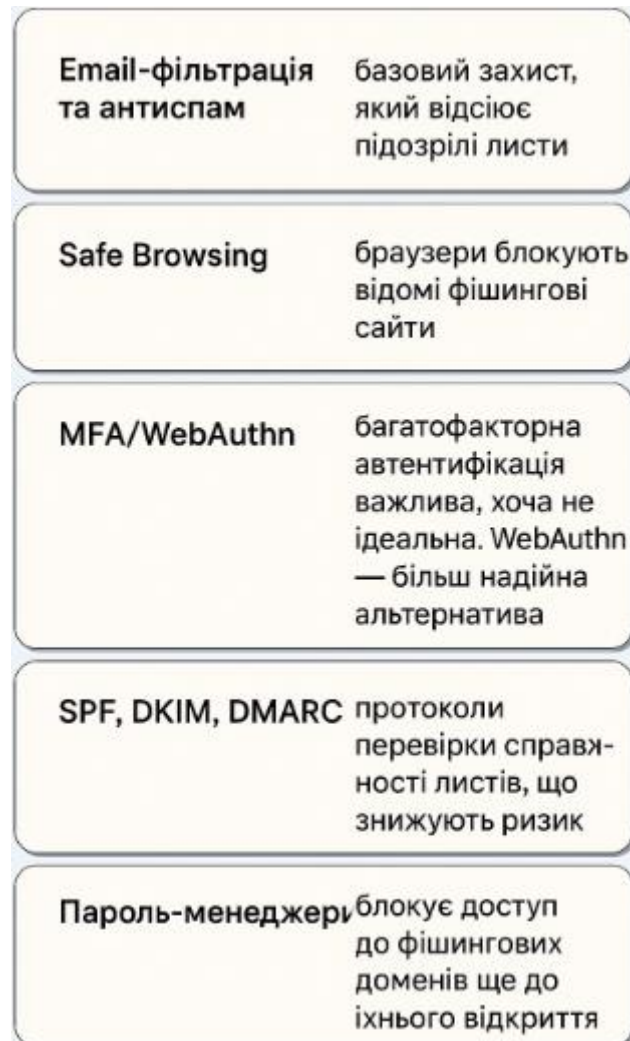 Email-фільтрація
та антиспам
базовий захист,
який відсіює
підозрілі листи
Safe Browsing
браузери блокують
відомі фішингові
сайти
MFA/WebAuthn
багатофакторна
автентифікація
важлива, хоча не
ідеальна. WebAuthn
— більш надійна
альтернатива
SPF, DKIM, DMARC
протоколи
перевірки справж-
ності листів, що
знижують ризик
Пароль-менеджери
блокує доступ
до фішингових
доменів ще до
їхнього відкриття